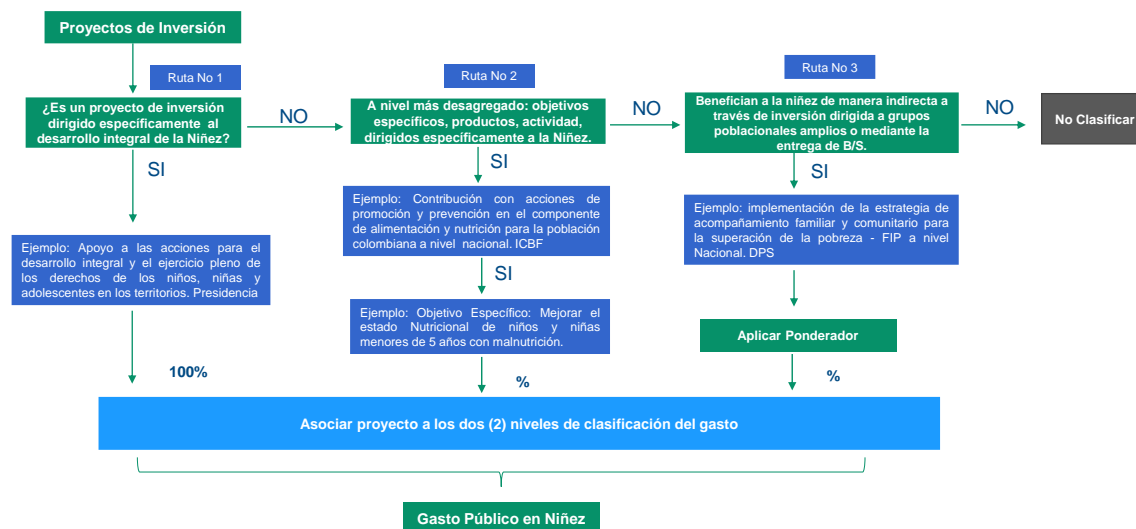 Proyectos de Inversión
Ruta No 1
¿Es un proyecto de inversión
dirigido específicamente al
desarrollo integral de la Niñez?
NO
SI
Ejemplo: Apoyo a las acciones para el
desarrollo integral y el ejercicio pleno de
los derechos de los niños, niñas y
adolescentes en los territorios. Presidencia
100%
Ruta No 2
A nivel más desagregado: objetivos
específicos, productos, actividad,
dirigidos específicamente a la Niñez.
NO
SI
Ejemplo: Contribución con acciones de
promoción y prevención en el componente
de alimentación y nutrición para la población
colombiana a nivel nacional. ICBF
SI
Ejemplo: Objetivo Específico: Mejorar el
estado Nutricional de niños y niñas
menores de 5 años con malnutrición.
%
Ruta No 3
Benefician a la niñez de manera indirecta a
través de inversión dirigida a grupos
poblacionales amplios o mediante la
entrega de B/S.
NO
No Clasificar
SI
Ejemplo: implementación de la estrategia de
acompañamiento familiar y comunitario para
la superación de la pobreza - FIP a nivel
Nacional. DPS
Aplicar Ponderador
%
Asociar proyecto a los dos (2) niveles de clasificación del gasto
Gasto Público en Niñez